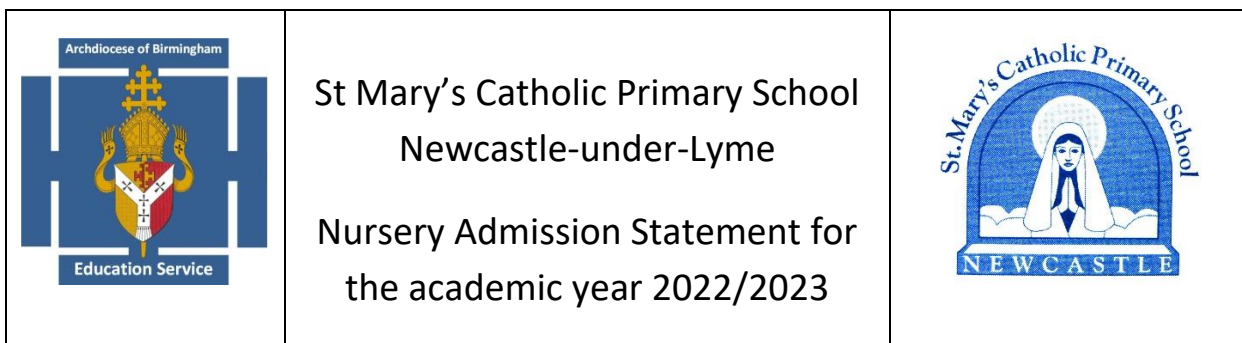 Archdiocese of Birmingham
Education Service
St Mary’s Catholic Primary School
Newcastle-under-Lyme
Nursery Admission Statement for
the academic year 2022/2023
St. Mary's Catholic Primary School
NEWCASTLE